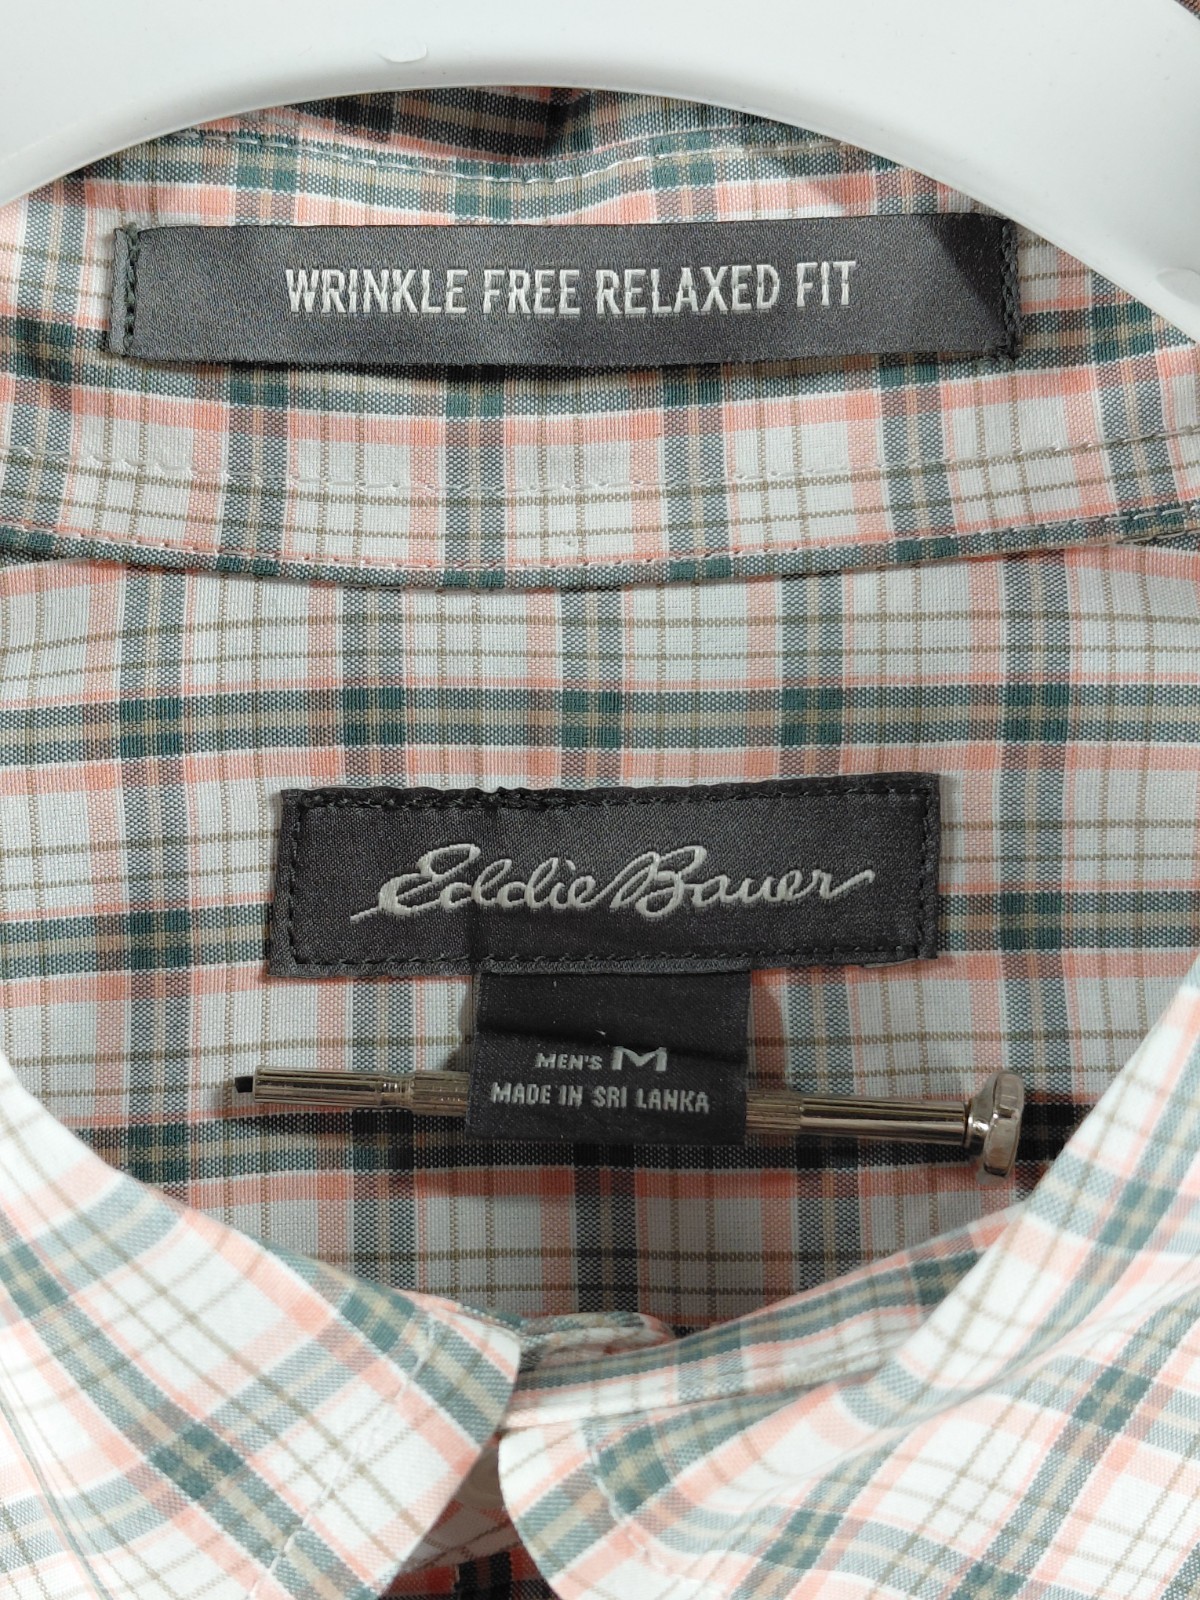 WRINKLE FREE RELAXED FIT
Eddie Bauer
MEN'S M
MADE IN SRI LANKA